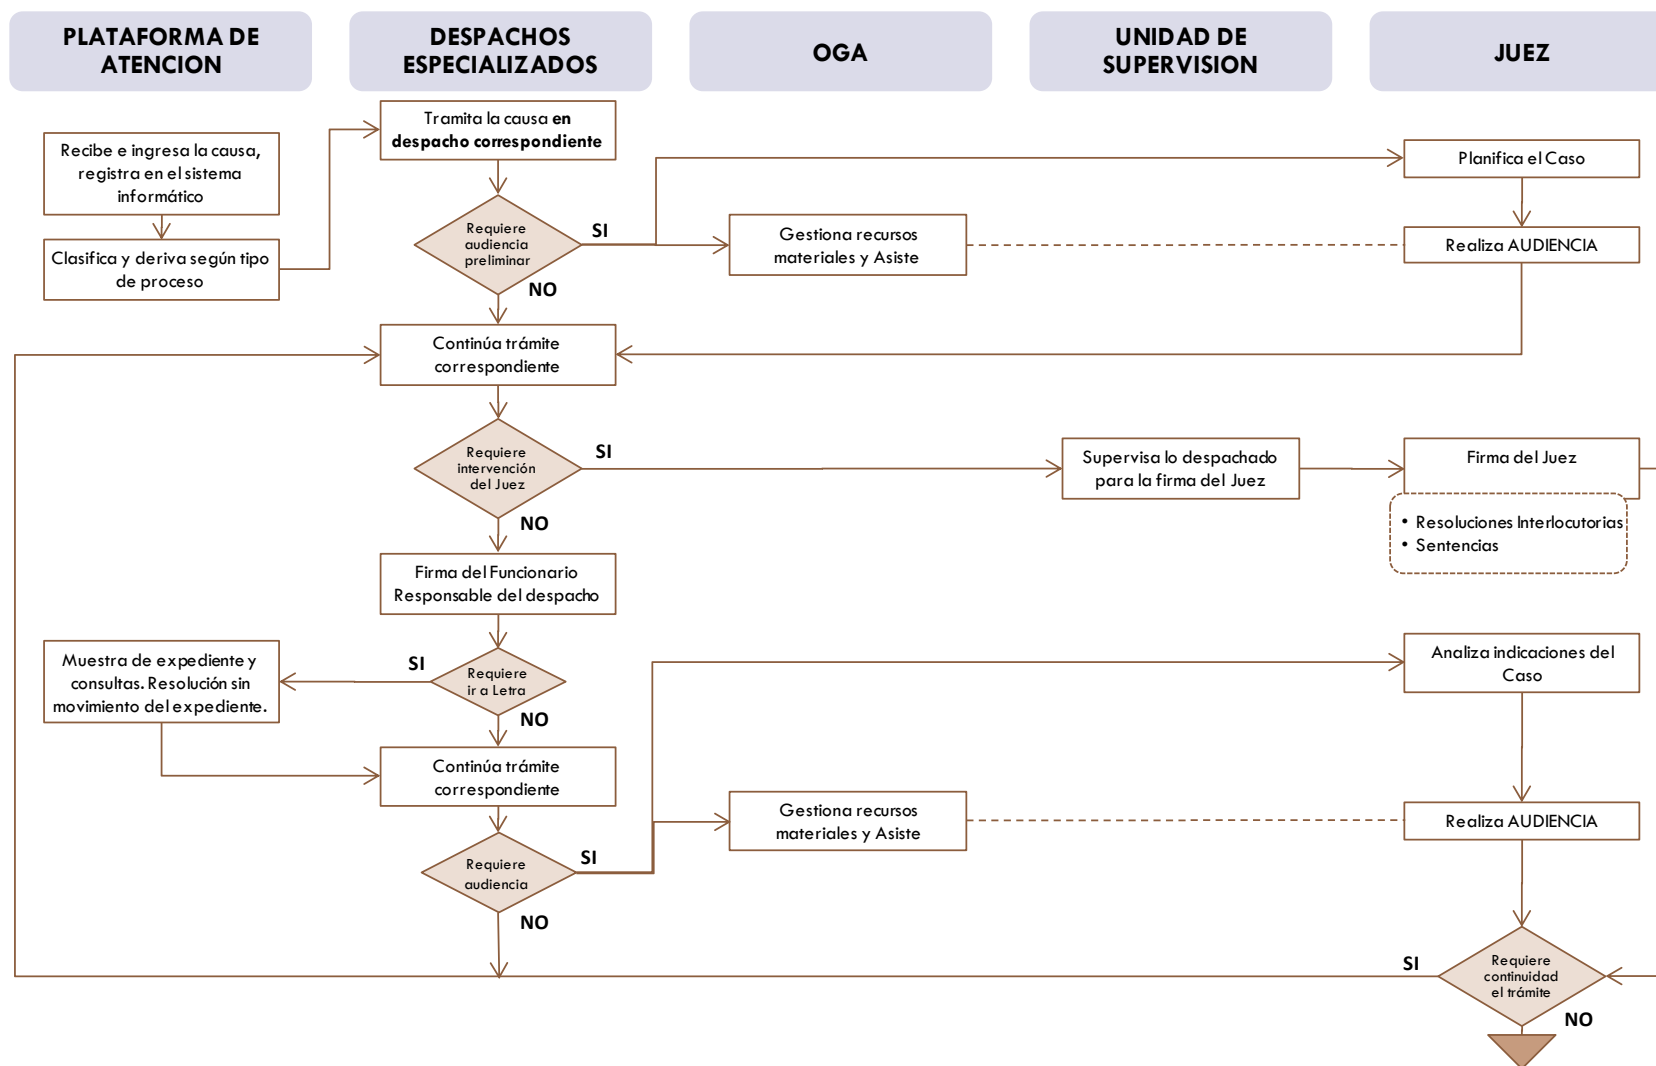 PLATAFORMA DE
ATENCION
DESPACHOS
ESPECIALIZADOS
OGA
UNIDAD DE
SUPERVISION
JUEZ
Tramita la causa en
despacho correspondiente
Recibe e ingresa la causa,
registra en el sistema
informático
Planifica el Caso
Clasifica y deriva según tipo
de proceso
Requiere
audiencia
preliminar
SI
NO
Gestiona recursos
materiales y Asiste
Realiza AUDIENCIA
Continúa trámite
correspondiente
Requiere
intervención
del Juez
SI
NO
Supervisa lo despachado
para la firma del Juez
Firma del Juez
• Resoluciones Interlocutorias
• Sentencias
Firma del Funcionario
Responsable del despacho
Muestra de expediente y
consultas. Resolución sin
movimiento del expediente.
SI
Requiere
ir a Letra
NO
Analiza indicaciones del
Caso
Continúa trámite
correspondiente
Gestiona recursos
materiales y Asiste
Realiza AUDIENCIA
Requiere
audiencia
SI
NO
SI
Requiere
continuidad
el trámite
NO